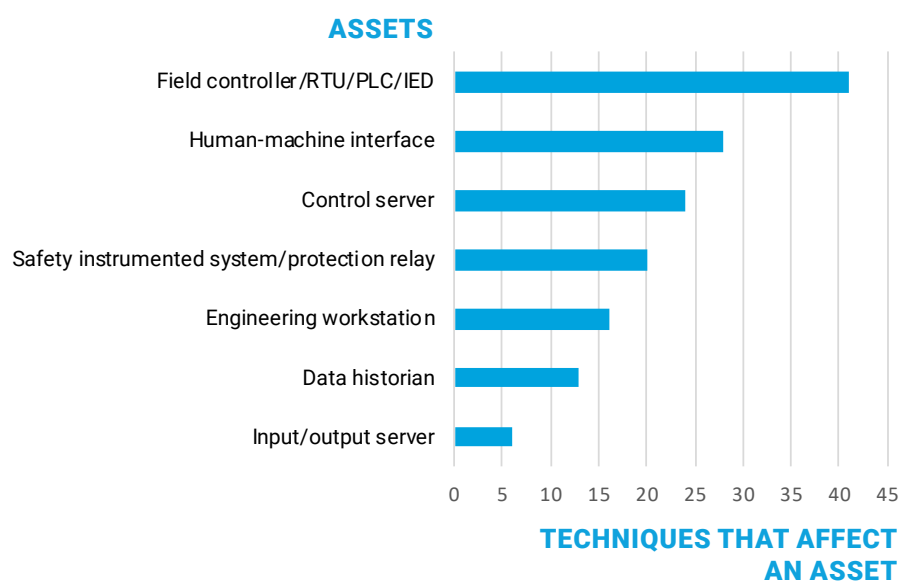 ASSETS
Field controller/RTU/PLC/IED
Human-machine interface
Control server
Safety instrumented system/protection relay
Engineering workstation
Data historian
Input/output server
0 5 10 15 20 25 30 35 40 45
TECHNIQUES THAT AFFECT
AN ASSET